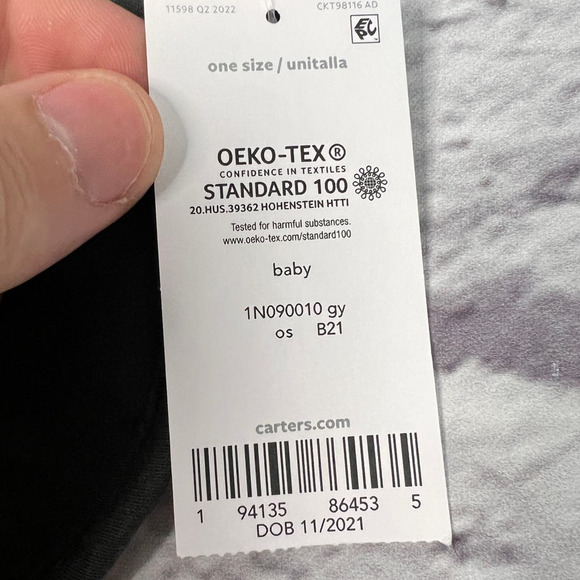 11598 Q2 2022 CKT98116 AD
EC
PC
one size / unitalla
OEKO-TEX®
CONFIDENCE IN TEXTILES
STANDARD 100
20.HUS.39362 HOHENSTEIN HTTI
Tested for harmful substances.
www.oeko-tex.com/standard100
baby
1N090010 gy
os B21
carters.com
1 94135 86453 5
DOB 11/2021